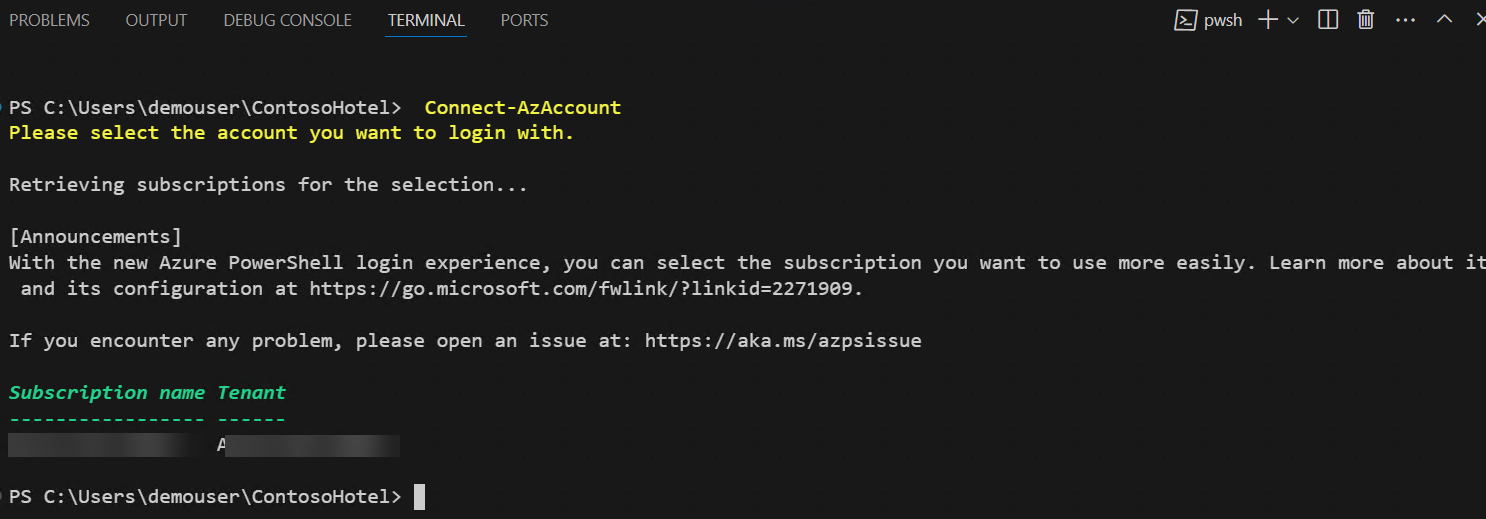 PROBLEMS OUTPUT DEBUG CONSOLE TERMINAL PORTS pwsh
PS C:\Users\demouser\ContosoHotel>  Connect-AzAccount
Please select the account you want to login with.
Retrieving subscriptions for the selection...
[Announcements]
With the new Azure PowerShell login experience, you can select the subscription you want to use more easily. Learn more about it
 and its configuration at https://go.microsoft.com/fwlink/?linkid=2271909.
If you encounter any problem, please open an issue at: https://aka.ms/azpsissue
Subscription name Tenant
----------------- ------
A
PS C:\Users\demouser\ContosoHotel>